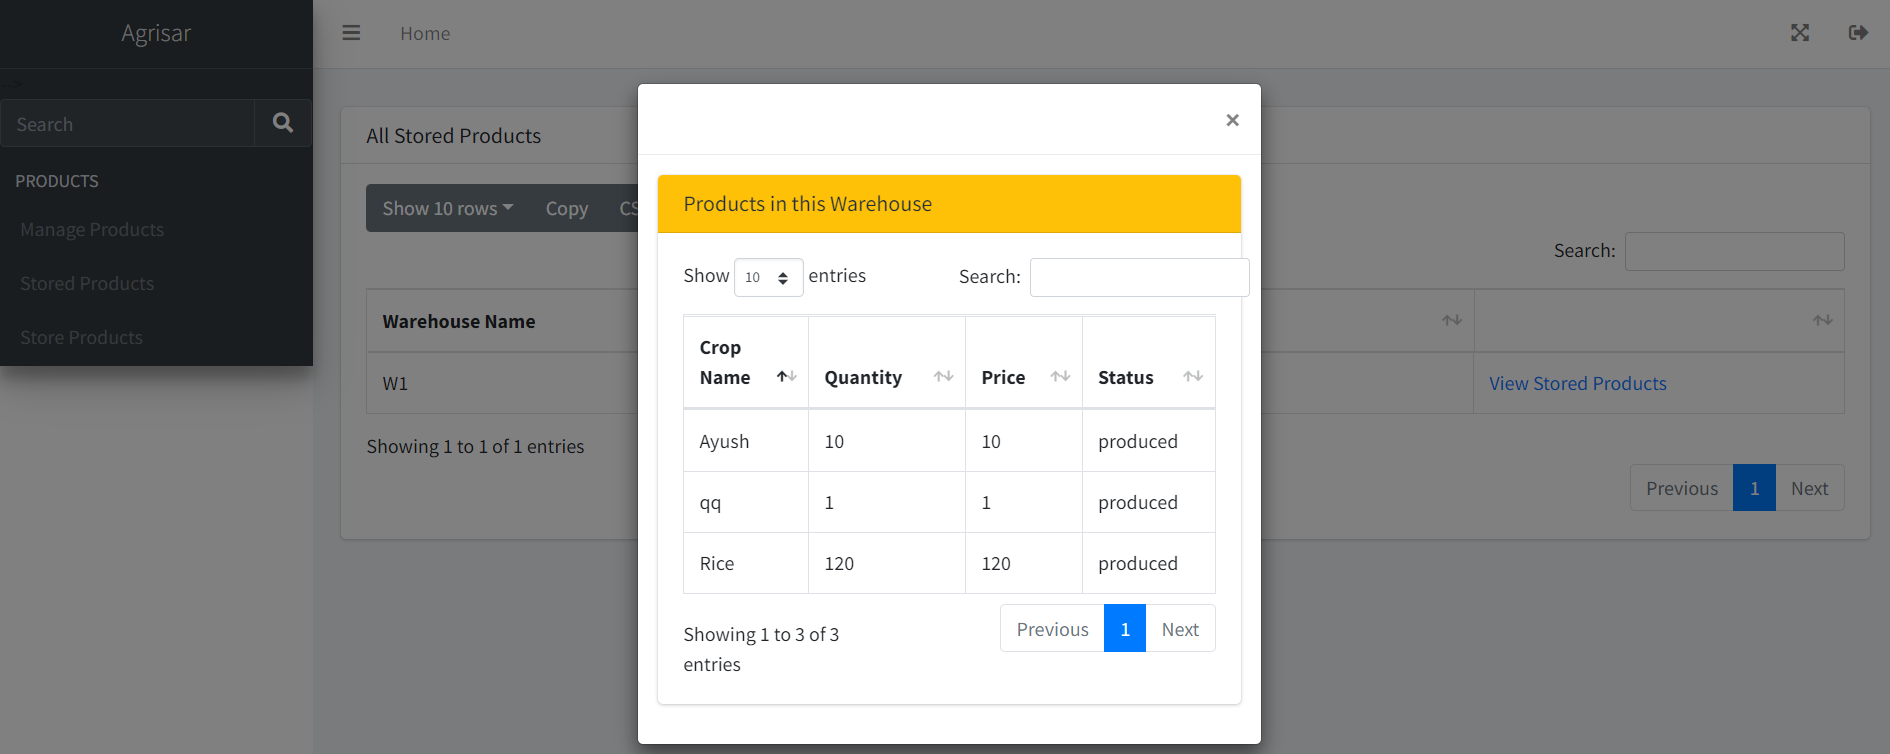 Agrisar
Home
-->
Search
PRODUCTS
Manage Products
Stored Products
Store Products
All Stored Products
Show 10 rows Copy CS
Search:
Warehouse Name
W1 View Stored Products
Showing 1 to 1 of 1 entries
Previous 1 Next
×
Products in this Warehouse
Show 10 entries Search:
Crop
Name Quantity Price Status
Ayush 10 10 produced
qq 1 1 produced
Rice 120 120 produced
Showing 1 to 3 of 3
entries
Previous 1 Next